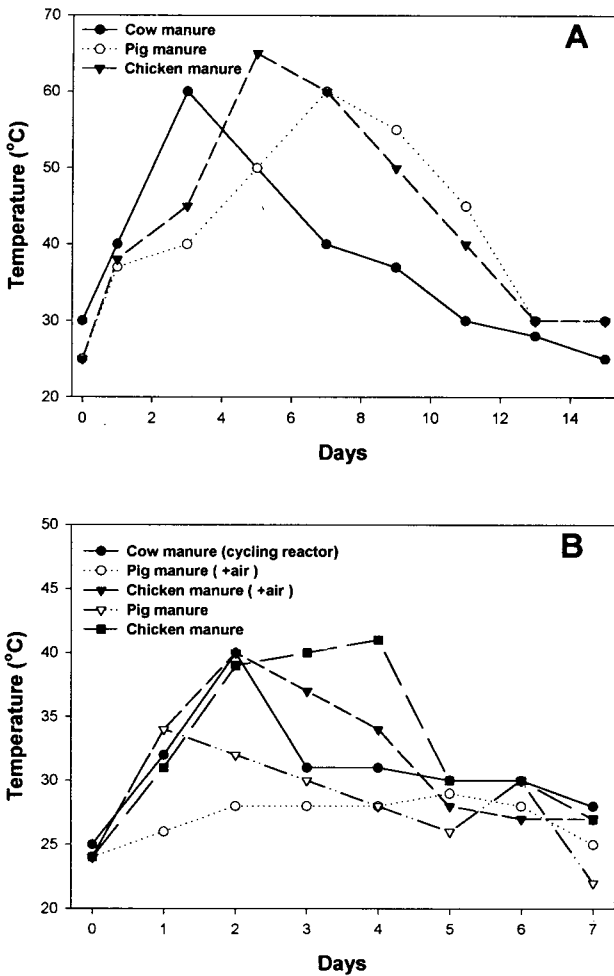 A
Cow manure
Pig manure
Chicken manure
70
60
50
40
30
20
Temperature (°C)
0 2 4 6 8 10 12 14
Days
B
Cow manure (cycling reactor)
Pig manure ( +air )
Chicken manure ( +air )
Pig manure
Chicken manure
50
45
40
35
30
25
20
Temperature (°C)
0 1 2 3 4 5 6 7
Days